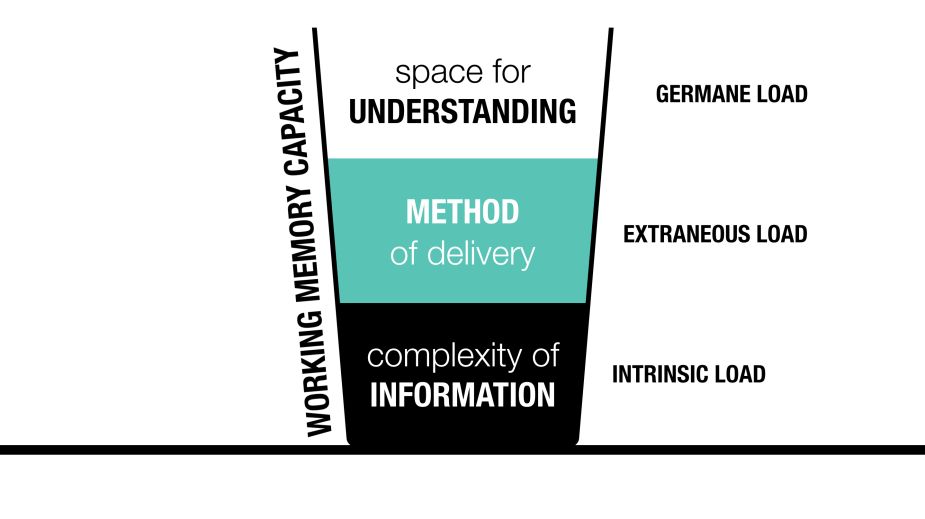 WORKING MEMORY CAPACITY
space for
UNDERSTANDING
GERMANE LOAD
METHOD
of delivery
EXTRANEOUS LOAD
complexity of
INFORMATION
INTRINSIC LOAD